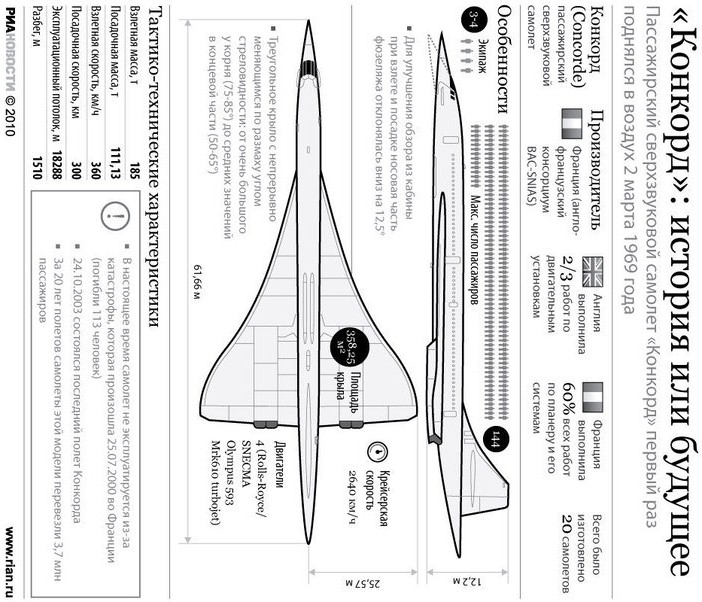 «Конкорд»: история или будущее
Пассажирский сверхзвуковой самолет «Конкорд» первый раз
поднялся в воздух 2 марта 1969 года
Конкорд
(Concorde)
пассажирский
сверхзвуковой
самолет
Производитель
Франция (англо-
французский
консорциум
BAC-SNIAS)
Англия
выполнила
2/3 работ по
двигательным
установкам
Франция
выполнила
60% всех работ
по планеру и его
системам
Всего было
изготовлено
20 самолетов
Особенности
3-4
Экипаж
Макс. число пассажиров
144
Для улучшения обзора из кабины
при взлете и посадке носовая часть
фюзеляжа отклонялась вниз на 12,5°
12,2 м
Крейсерская
скорость
2640 км/ч
Треугольное крыло с непрерывно
меняющимся по размаху углом
стреловидности: от очень большого
у корня (75-85°) до средних значений
в концевой части (50-65°)
358,25
м²
Площадь
крыла
Двигатели
4 (Rolls-Royce/
SNECMA
Olympus 593
Mrk610 turbojet)
25,57 м
61,66 м
Тактико-технические характеристики
Взлетная масса, т 185
Посадочная масса, т 111,13
Взлетная скорость, км/ч 360
Посадочная скорость, км 300
Эксплуатационный потолок, м 18288
Разбег, м 1510
В настоящее время самолет не эксплуатируется из-за
катастрофы, которая произошла 25.07.2000 во Франции
(погибли 113 человек)
24.10.2003 состоялся последний полет Конкорда
За 20 лет полетов самолеты этой модели перевезли 3,7 млн
пассажиров
РИАНОВОСТИ © 2010
www.rian.ru